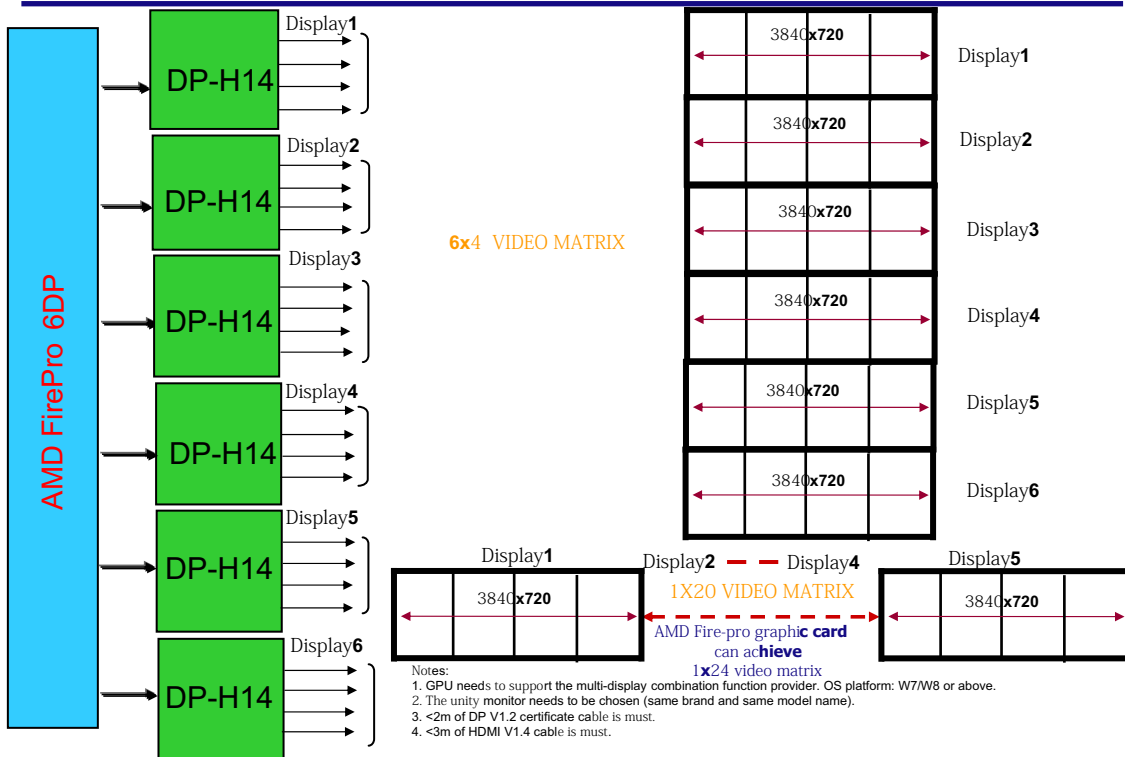 AMD FirePro 6DP
DP-H14
Display1
DP-H14
Display2
DP-H14
Display3
DP-H14
Display4
DP-H14
Display5
DP-H14
Display6
6x4 VIDEO MATRIX
3840x720
Display1
3840x720
Display2
3840x720
Display3
3840x720
Display4
3840x720
Display5
3840x720
Display6
Display1
3840x720
Display2
Display4
1X20 VIDEO MATRIX
AMD Fire-pro graphic card
can achieve
1x24 video matrix
Display5
3840x720
Notes:
1. GPU needs to support the multi-display combination function provider. OS platform: W7/W8 or above.
2. The unity monitor needs to be chosen (same brand and same model name).
3. <2m of DP V1.2 certificate cable is must.
4. <3m of HDMI V1.4 cable is must.